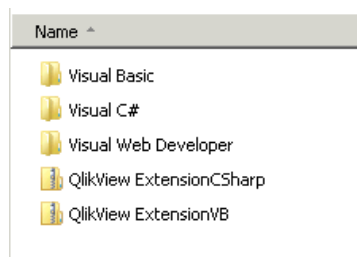 Name
Visual Basic
Visual C#
Visual Web Developer
QlikView ExtensionCSharp
QlikView ExtensionVB